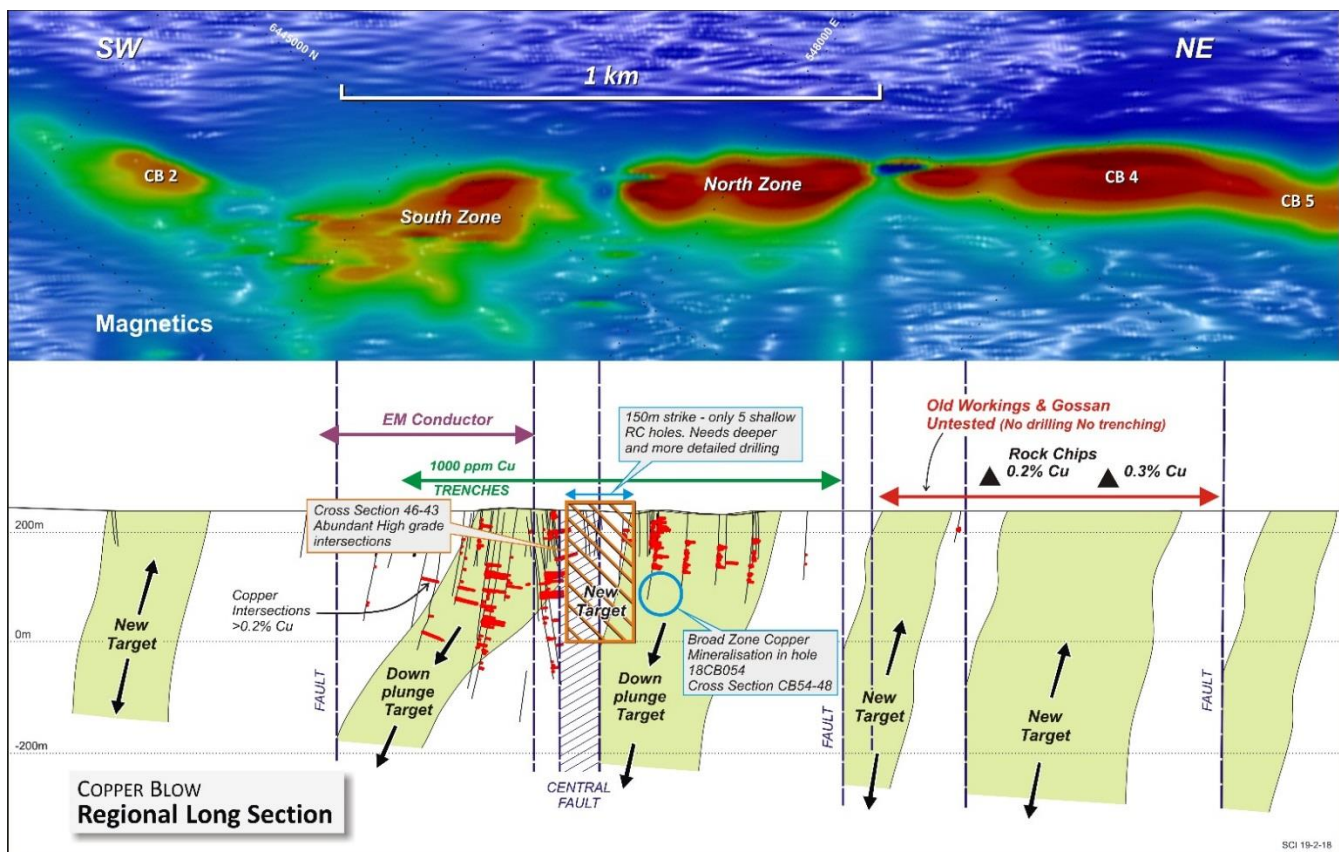 SW
6445000 N
548000 E
NE
1 km
CB 2
South Zone
North Zone
CB 4
CB 5
Magnetics
EM Conductor
150m strike - only 5 shallow
RC holes. Needs deeper
and more detailed drilling
Old Workings & Gossan
Untested (No drilling No trenching)
Rock Chips
0.2% Cu
0.3% Cu
1000 ppm Cu
TRENCHES
Cross Section 46-43
Abundant High grade
intersections
200m
Copper
Intersections
>0.2% Cu
New
Target
New
Target
0m
Broad Zone Copper
Mineralisation in hole
18CB054
Cross Section CB54-48
Down
plunge
Target
Down
plunge
Target
New
Target
New
Target
FAULT
FAULT
FAULT
-200m
CENTRAL
FAULT
COPPER BLOW
Regional Long Section
SCI 19-2-18